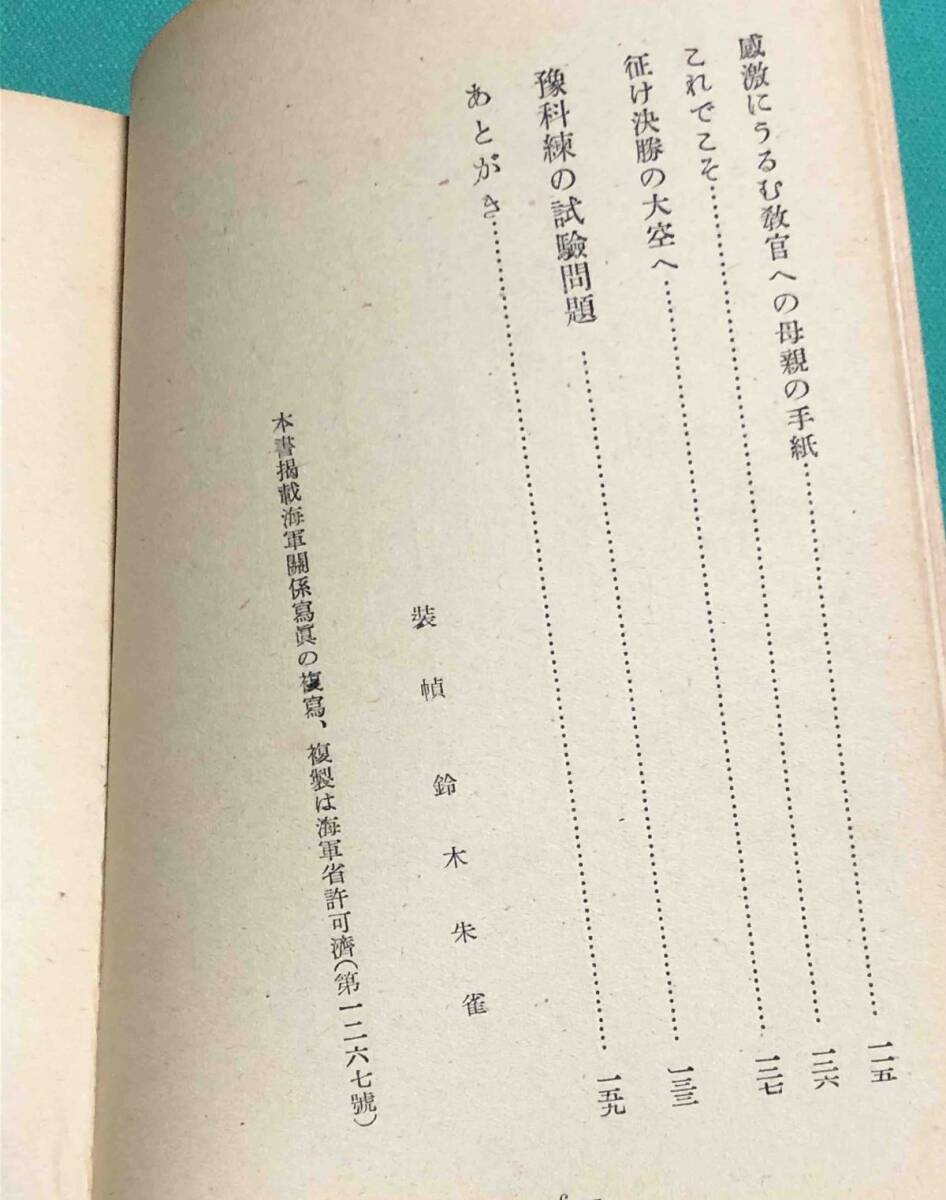 感激にうるむ敎官への母親の手紙…………一一五
これでこそ…………一二六
征け決勝の大空へ…………一二七
豫科練の試驗問題…………一三三
あとがき…………一五九
裝幀 鈴木朱雀
本書揭載海軍關係寫眞の複寫、複製は海軍省許可濟(第一二六七號)